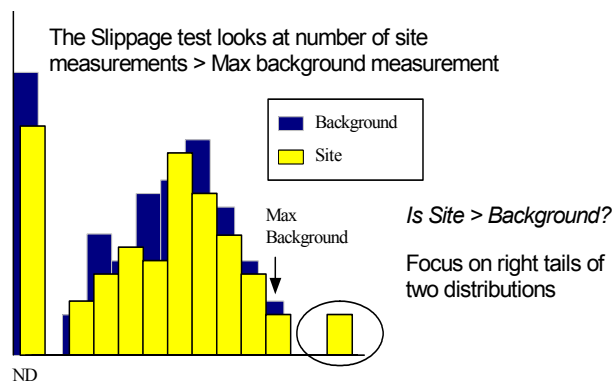 The Slippage test looks at number of site
measurements > Max background measurement
Background
Site
Max
Background
Is Site > Background?
Focus on right tails of
two distributions
ND